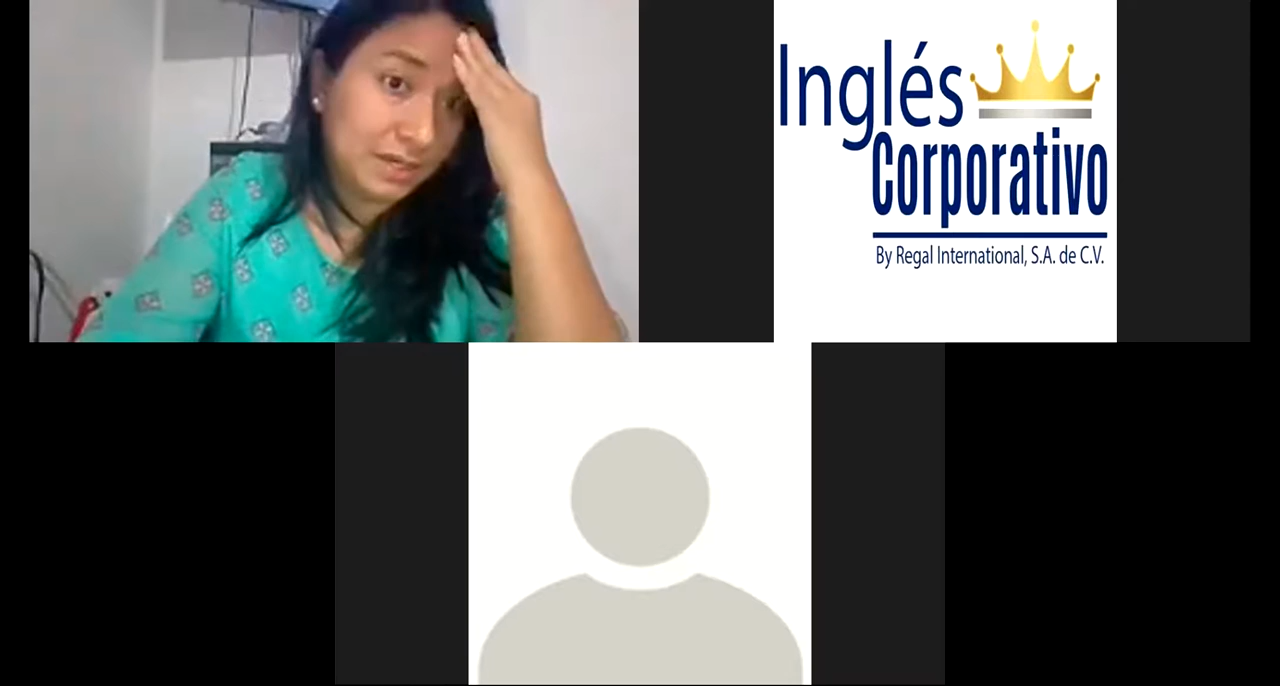 Inglés
Corporativo
By Regal International, S.A. de C.V.